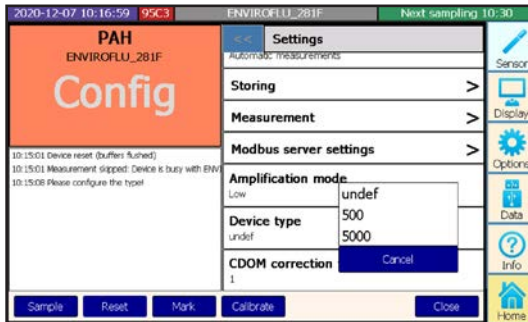 2020-12-07 10:16:59 95C3 ENVIROFLU_281F Next sampling 10:30
PAH
ENVIROFLU_281F
Config
10:15:01 Device reset (buffers flushed)
10:15:01 Measurement skipped: Device is busy with ENVI
10:15:08 Please configure the type!
<< Settings
Automatic measurements
Storing >
Measurement >
Modbus server settings >
Amplification mode
Low
Device type
undef
CDOM correction
1
undef
500
5000
Cancel
Sensor
Display
Options
Data
Info
Home
Sample Reset Mark Calibrate Close